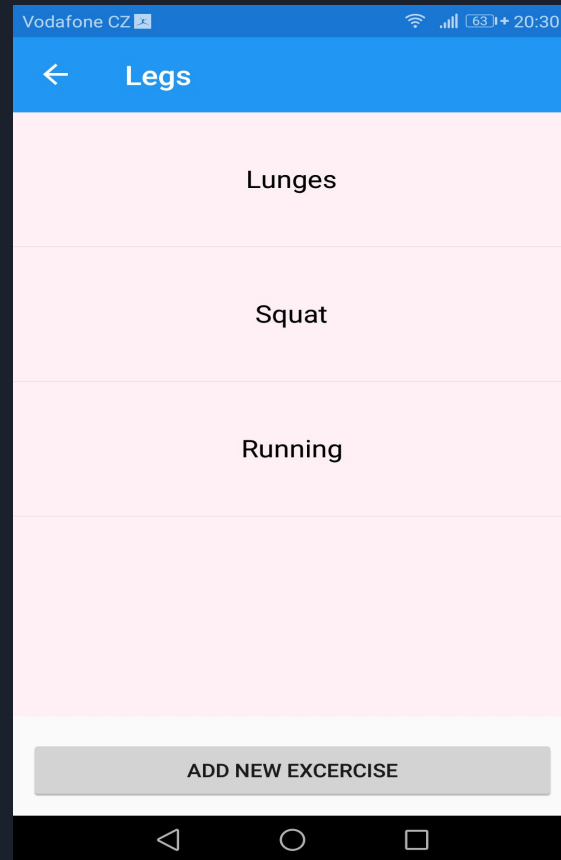 Vodafone CZ 63 20:30
Legs
Lunges
Squat
Running
ADD NEW EXCERCISE